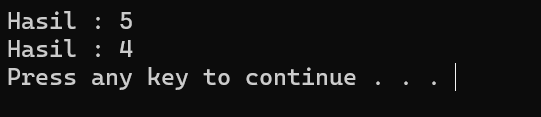 Hasil : 5
Hasil : 4
Press any key to continue . . .